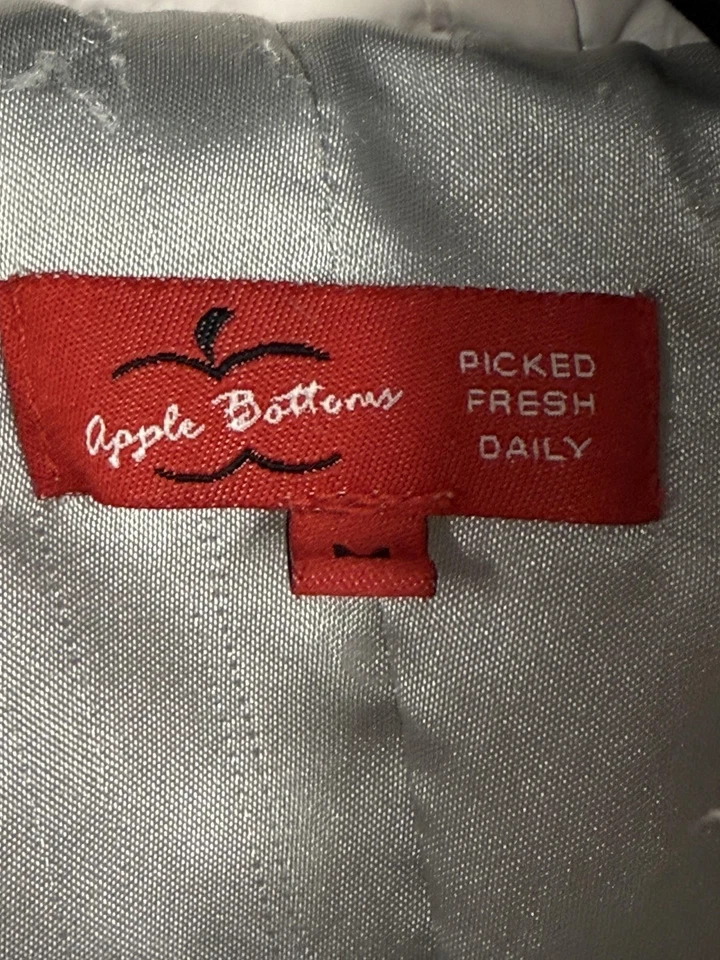 Apple Bottoms
PICKED
FRESH
DAILY
M